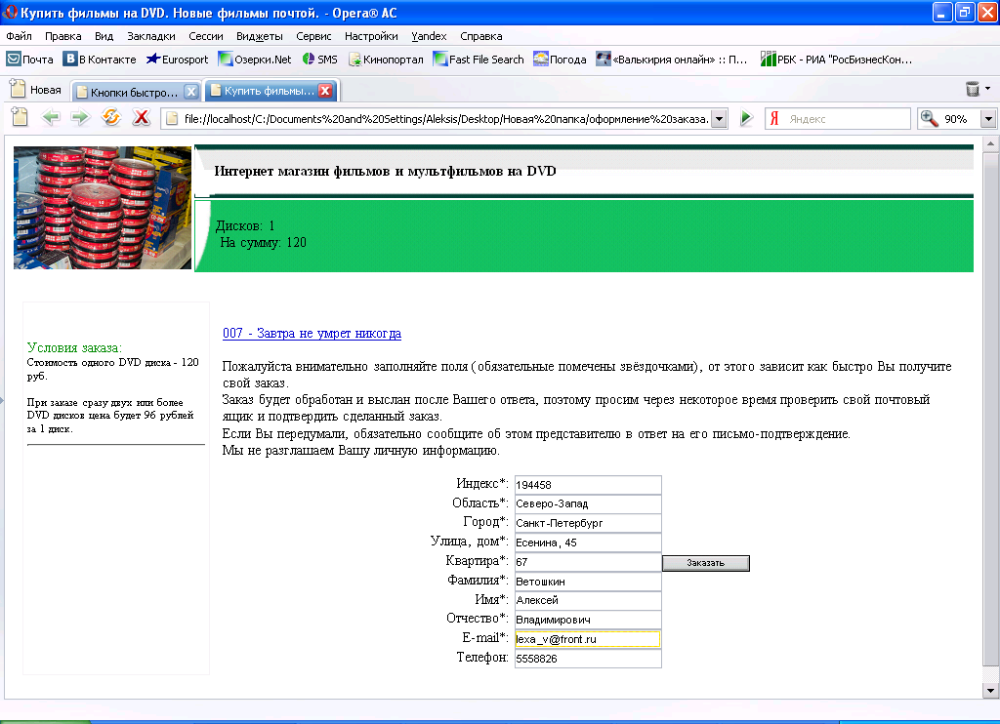 Купить фильмы на DVD. Новые фильмы почтой. - Opera® AC
Файл Правка Вид Закладки Сессии Виджеты Сервис Настройки Yandex Справка
Почта В Контакте Eurosport Озерки.Net SMS Кинопортал Fast File Search Погода «Валькирия онлайн» :: П... РБК - РИА "РосБизнесКон...
Новая Кнопки быстро... Купить фильмы...
file://localhost/C:/Documents%20and%20Settings/Aleksis/Desktop/Новая%20папка/оформление%20заказа. Яндекс 90%
Интернет магазин фильмов и мультфильмов на DVD
Дисков: 1
На сумму: 120
Условия заказа:
Стоимость одного DVD диска - 120
руб.
При заказе сразу двух или более
DVD дисков цена будет 96 рублей
за 1 диск.
007 - Завтра не умрет никогда
Пожалуйста внимательно заполняйте поля (обязательные помечены звёздочками), от этого зависит как быстро Вы получите
свой заказ.
Заказ будет обработан и выслан после Вашего ответа, поэтому просим через некоторое время проверить свой почтовый
ящик и подтвердить сделанный заказ.
Если Вы передумали, обязательно сообщите об этом представителю в ответ на его письмо-подтверждение.
Мы не разглашаем Вашу личную информацию.
Индекс*: 194458
Область*: Северо-Запад
Город*: Санкт-Петербург
Улица, дом*: Есенина, 45
Квартира*: 67 Заказать
Фамилия*: Ветошкин
Имя*: Алексей
Отчество*: Владимирович
E-mail*: lexa_v@front.ru
Телефон: 5558826